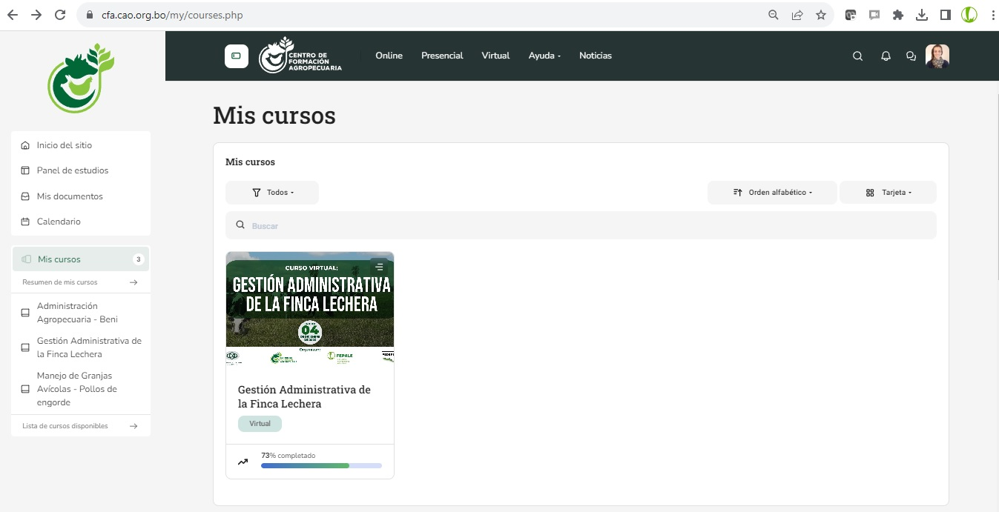 cfa.cao.org.bo/my/courses.php
CENTRO DE
FORMACIÓN
AGROPECUARIA
Online
Presencial
Virtual
Ayuda
Noticias
Inicio del sitio
Panel de estudios
Mis documentos
Calendario
Mis cursos
3
Resumen de mis cursos
Administración
Agropecuaria - Beni
Gestión Administrativa de
la Finca Lechera
Manejo de Granjas
Avícolas - Pollos de
engorde
Lista de cursos disponibles
Mis cursos
Mis cursos
Todos
Orden alfabético
Tarjeta
Buscar
CURSO VIRTUAL:
GESTIÓN ADMINISTRATIVA
DE LA FINCA LECHERA
04
Organizan:
FEPALE
Gestión Administrativa de
la Finca Lechera
Virtual
73% completado